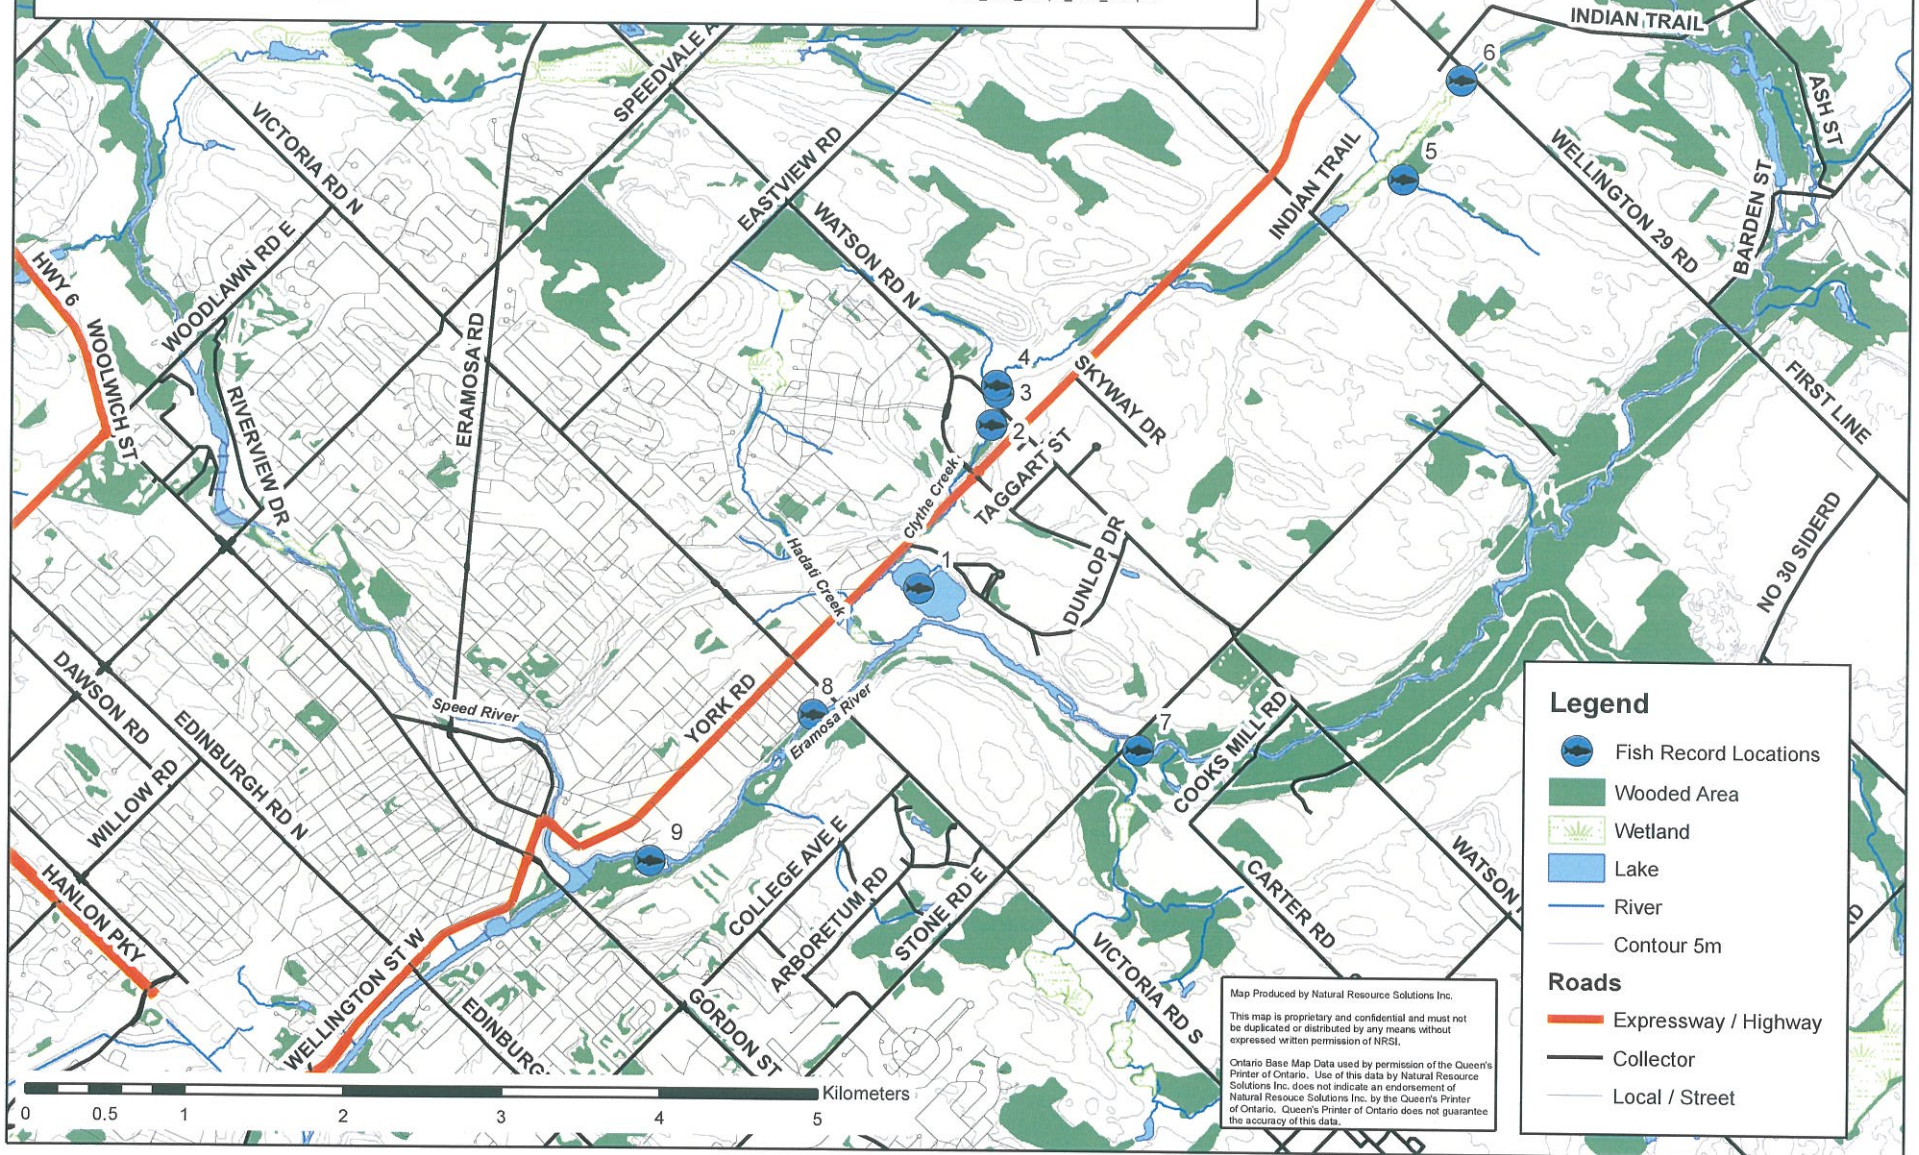 INDIAN TRAIL
SPEEDVALE A
6
ASH ST
VICTORIA RD N
EASTVIEW RD
INDIAN TRAIL
5
WELLINGTON 29 RD
BARDEN ST
WATSON RD N
WOODLAWN RD E
HWY 6
WOOLWICH ST
RIVERVIEW DR
ERAMOSA RD
4
3
2
SKYWAY DR
FIRST LINE
TAGGART ST
Clythe Creek
Hadati Creek
1
DUNLOP DR
NO 30 SIDERD
DAWSON RD
EDINBURGH RD N
Speed River
YORK RD
8
Eramosa River
7
COOKS MILL RD
WILLOW RD
9
HANLON PKY
COLLEGE AVE E
ARBORETUM RD
STONE RD E
CARTER RD
WATSON
RD
VICTORIA RD S
WELLINGTON ST W
EDINBURG
GORDON ST
Legend
Fish Record Locations
Wooded Area
Wetland
Lake
River
Contour 5m
Roads
Expressway / Highway
Collector
Local / Street
Map Produced by Natural Resource Solutions Inc.
This map is proprietary and confidential and must not
be duplicated or distributed by any means without
expressed written permission of NRSI.
Ontario Base Map Data used by permission of the Queen's
Printer of Ontario. Use of this data by Natural Resource
Solutions Inc. does not indicate an endorsement of
Natural Resouce Solutions Inc. by the Queen's Printer
of Ontario. Queen's Printer of Ontario does not guarantee
the accuracy of this data.
Kilometers
0 0.5 1 2 3 4 5